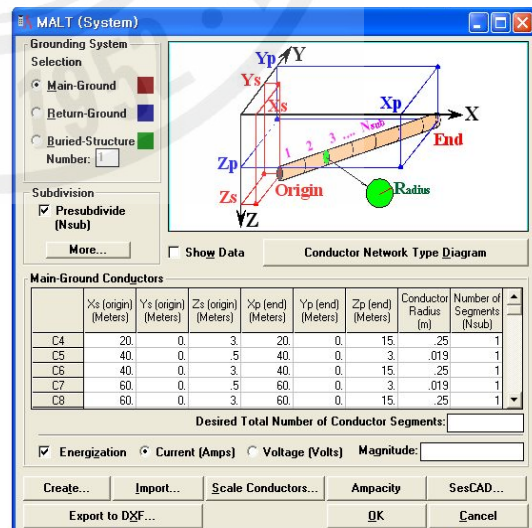 MALT (System)
Grounding System
Selection
Main-Ground
Return-Ground
Buried-Structure
Number: 1
Subdivision
Presubdivide
(Nsub)
More...
Yp
Y
Ys
Xs
Xp
X
1 2 3 .... Nsub
End
Zp
Origin
Radius
Zs
Z
Show Data
Conductor Network Type Diagram
Main-Ground Conductors
Xs (origin) (Meters) Ys (origin) (Meters) Zs (origin) (Meters) Xp (end) (Meters) Yp (end) (Meters) Zp (end) (Meters) Conductor Radius (m) Number of Segments (Nsub)
C4 20. 0. 3. 20. 0. 15. .25 1
C5 40. 0. .5 40. 0. 3. .019 1
C6 40. 0. 3. 40. 0. 15. .25 1
C7 60. 0. .5 60. 0. 3. .019 1
C8 60. 0. 3. 60. 0. 15. .25 1
Desired Total Number of Conductor Segments:
Energization Current (Amps) Voltage (Volts) Magnitude:
Create... Import... Scale Conductors... Ampacity SesCAD...
Export to DXF... OK Cancel
1952